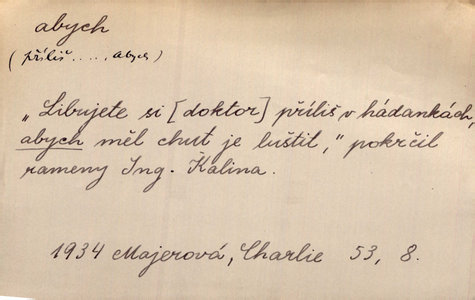 abych
(příliš ...., abych)
„Libujete si [doktor] příliš v hádankách,
abych měl chuť je luštil," pokrčil
rameny Ing. Kalina.
1934 Majerová, Charlie 53, 8.